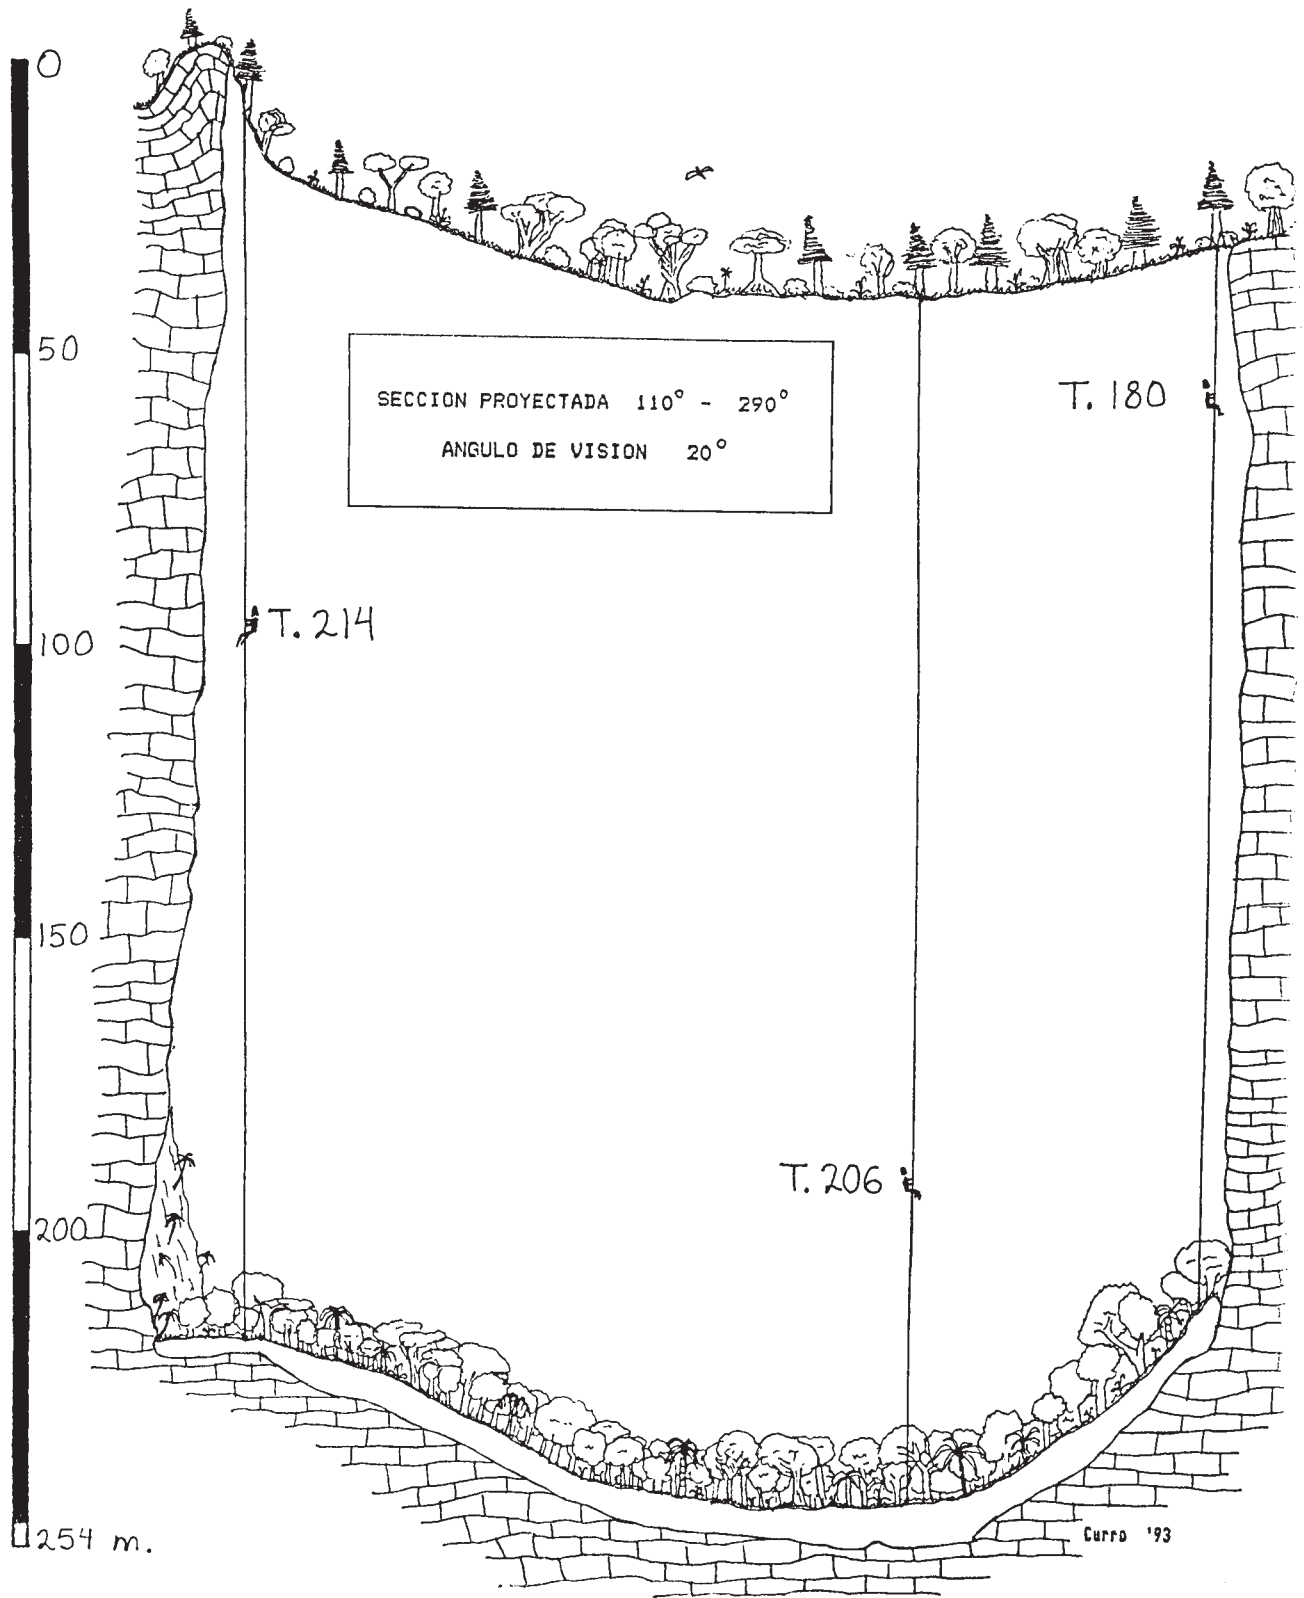 0
50
SECCION PROYECTADA 110° - 290°
ANGULO DE VISION 20°
T. 180
T. 214
100
150
T. 206
200
254 m.
Curro '93